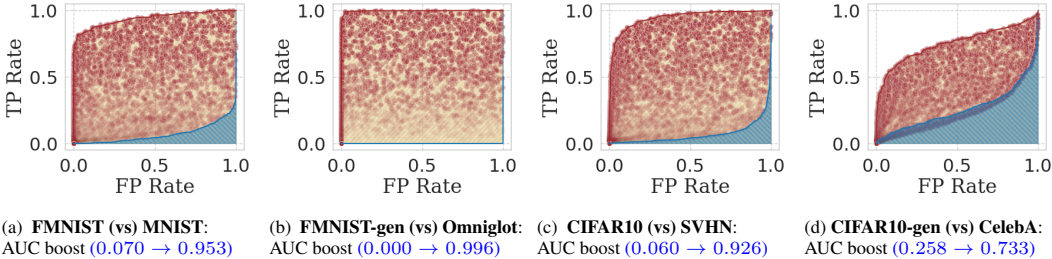 TP Rate
1.0
0.5
0.0
0.0
0.5
1.0
FP Rate
(a) FMNIST (vs) MNIST:
AUC boost (0.070 → 0.953)
TP Rate
1.0
0.5
0.0
0.0
0.5
1.0
FP Rate
(b) FMNIST-gen (vs) Omniglot:
AUC boost (0.000 → 0.996)
TP Rate
1.0
0.5
0.0
0.0
0.5
1.0
FP Rate
(c) CIFAR10 (vs) SVHN:
AUC boost (0.060 → 0.926)
TP Rate
1.0
0.5
0.0
0.0
0.5
1.0
FP Rate
(d) CIFAR10-gen (vs) CelebA:
AUC boost (0.258 → 0.733)